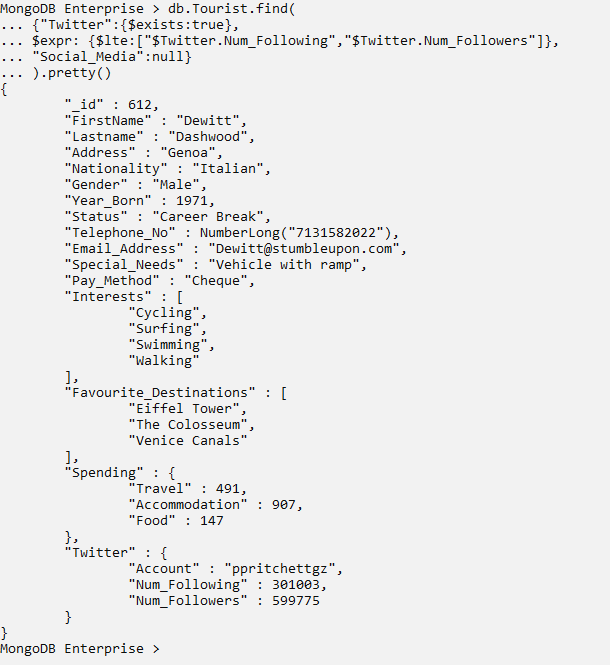 MongoDB Enterprise > db.Tourist.find(
... {"Twitter":{$exists:true},
... $expr: {$lte:["$Twitter.Num_Following","$Twitter.Num_Followers"]},
... "Social_Media":null}
... ).pretty()
{
        "_id" : 612,
        "FirstName" : "Dewitt",
        "Lastname" : "Dashwood",
        "Address" : "Genoa",
        "Nationality" : "Italian",
        "Gender" : "Male",
        "Year_Born" : 1971,
        "Status" : "Career Break",
        "Telephone_No" : NumberLong("7131582022"),
        "Email_Address" : "Dewitt@stumbleupon.com",
        "Special_Needs" : "Vehicle with ramp",
        "Pay_Method" : "Cheque",
        "Interests" : [
                "Cycling",
                "Surfing",
                "Swimming",
                "Walking"
        ],
        "Favourite_Destinations" : [
                "Eiffel Tower",
                "The Colosseum",
                "Venice Canals"
        ],
        "Spending" : {
                "Travel" : 491,
                "Accommodation" : 907,
                "Food" : 147
        },
        "Twitter" : {
                "Account" : "ppritchettgz",
                "Num_Following" : 301003,
                "Num_Followers" : 599775
        }
}
MongoDB Enterprise >